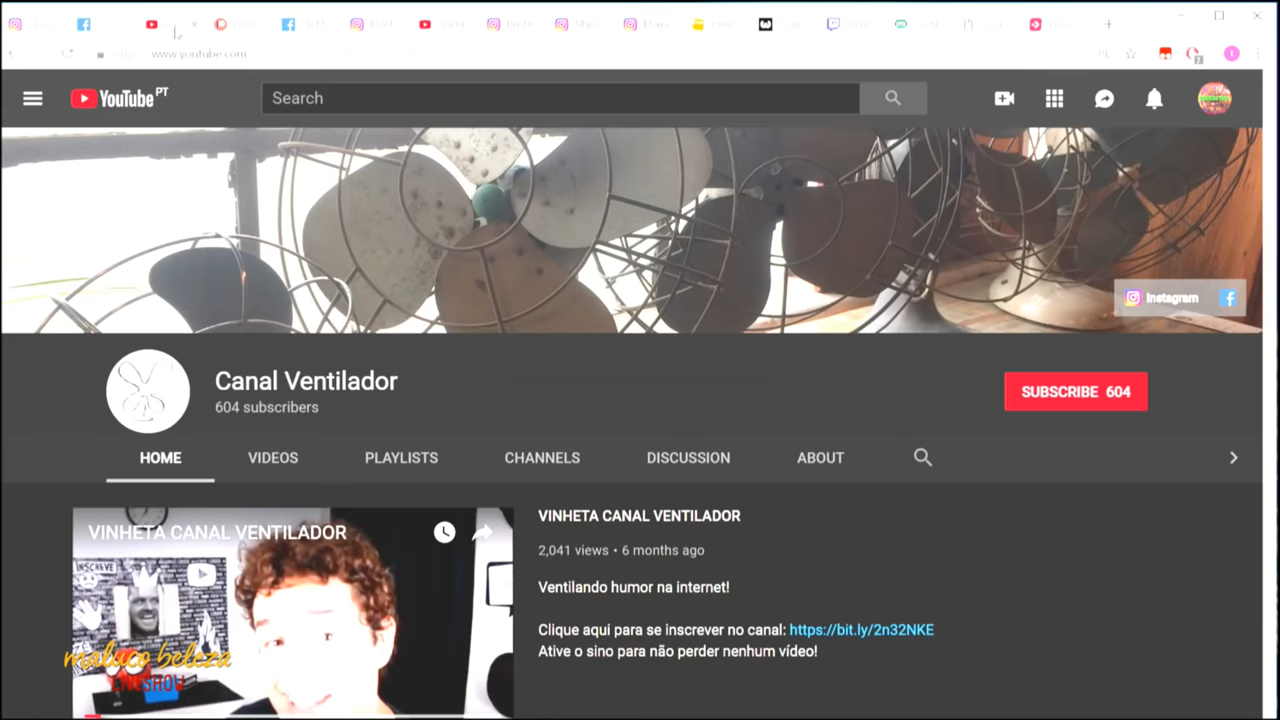 www.youtube.com
YouTube PT
Search
Instagram
Canal Ventilador
604 subscribers
SUBSCRIBE 604
HOME VIDEOS PLAYLISTS CHANNELS DISCUSSION ABOUT
VINHETA CANAL VENTILADOR
INSCREVE
maluco beleza
LIVESHOW
VINHETA CANAL VENTILADOR
2,041 views • 6 months ago
Ventilando humor na internet!
Clique aqui para se inscrever no canal: https://bit.ly/2n32NKE
Ative o sino para não perder nenhum vídeo!